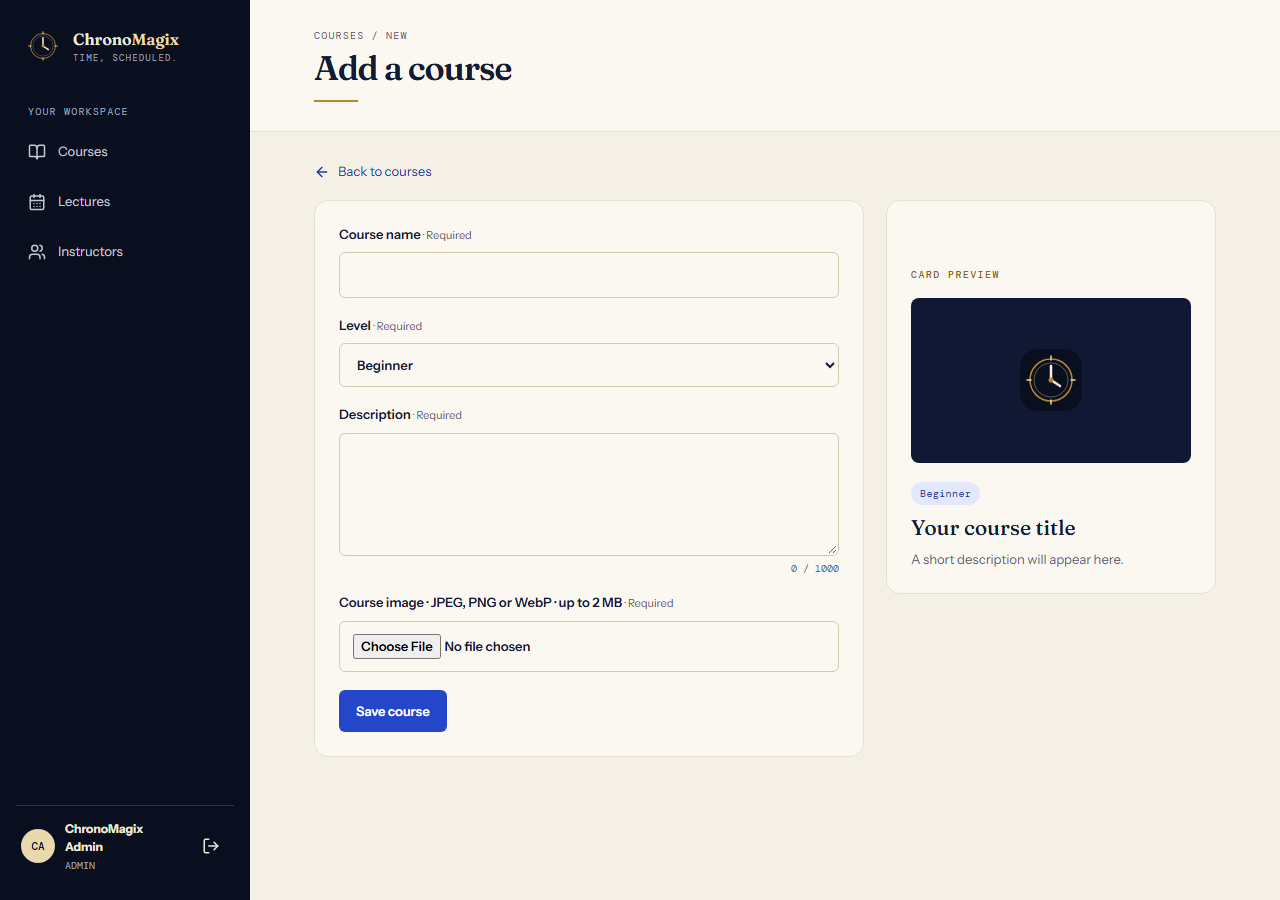 ChronoMagix
TIME, SCHEDULED.
YOUR WORKSPACE
Courses
Lectures
Instructors
ChronoMagix
Admin
CA
ADMIN
COURSES / NEW
Add a course
Back to courses
Course name · Required
Level · Required
Beginner
Description · Required
0 / 1000
Course image · JPEG, PNG or WebP · up to 2 MB · Required
Choose File No file chosen
Save course
CARD PREVIEW
Beginner
Your course title
A short description will appear here.